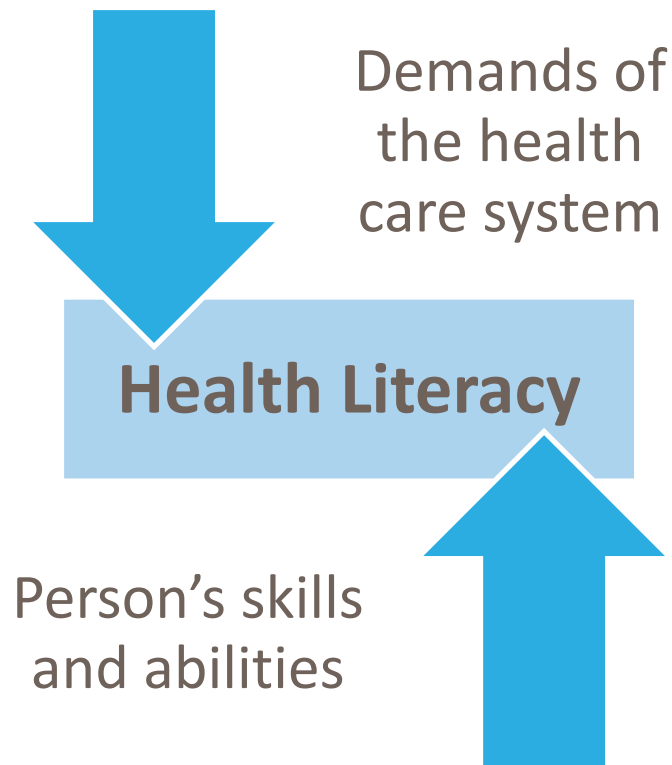 Demands of
the health
care system
Health Literacy
Person’s skills
and abilities